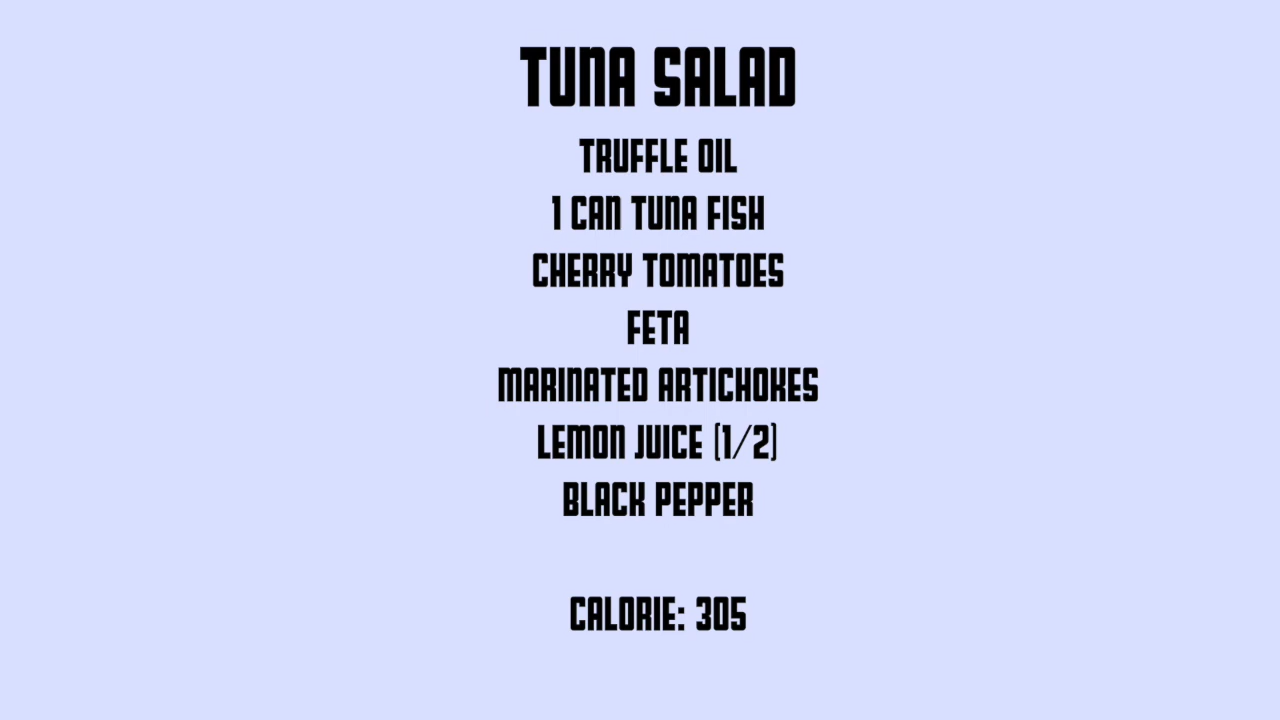 TUNA SALAD
TRUFFLE OIL
1 CAN TUNA FISH
CHERRY TOMATOES
FETA
MARINATED ARTICHOKES
LEMON JUICE (1/2)
BLACK PEPPER
CALORIE: 305